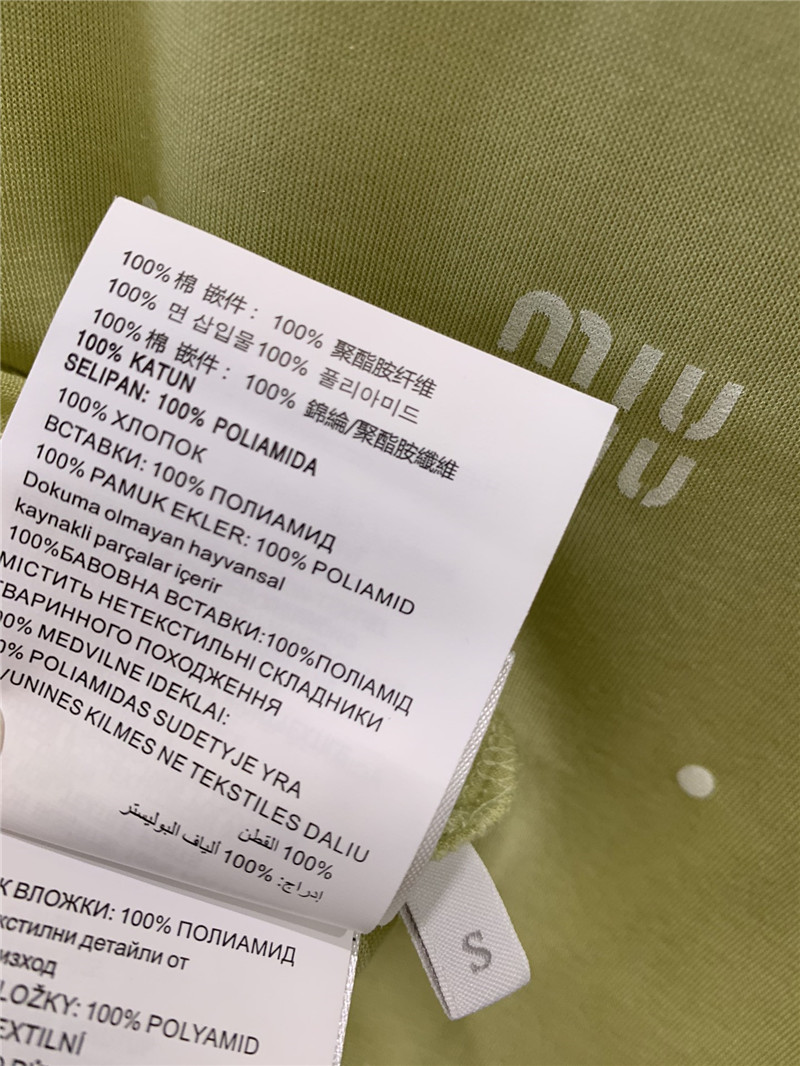 miu
100% 棉 嵌件： 100% 聚酯胺纤维
100% 면 삽입물 100% 폴리아미드
100% 棉 嵌件： 100% 錦綸/聚酯胺纖維
100% KATUN
SELIPAN: 100% POLIAMIDA
100% ХЛОПОК
ВСТАВКИ: 100% ПОЛИАМИД
100% PAMUK EKLER: 100% POLIAMID
Dokuma olmayan hayvansal
kaynakli parçalar içerir
100%БАВОВНА ВСТАВКИ:100%ПОЛІАМІД
МІСТИТЬ НЕТЕКСТИЛЬНІ СКЛАДНИКИ
ТВАРИННОГО ПОХОДЖЕННЯ
00% MEDVILNE IDEKLAI:
0% POLIAMIDAS SUDETYJE YRA
/UNINES KILMES NE TEKSTILES DALIU
100% القطن
إدراج: 100% ألياف البوليستر
K ВЛОЖКИ: 100% ПОЛИАМИД
кстилни детайли от
изход
LOŽKY: 100% POLYAMID
EXTILNÍ
S